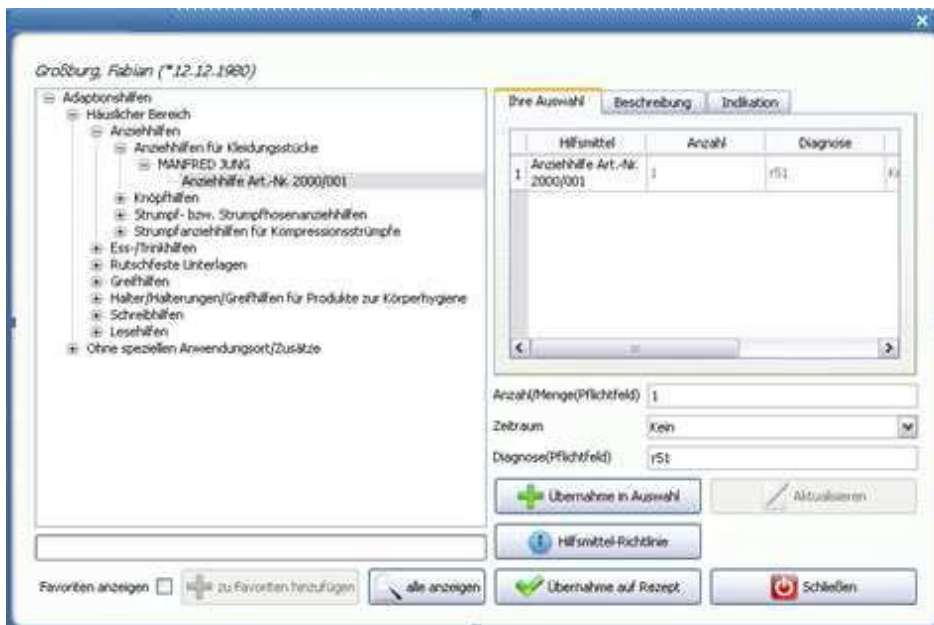 Großburg, Fabian (*12.12.1980)
Adaptionshilfen
Häuslicher Bereich
Anziehhilfen
Anziehhilfen für Kleidungsstücke
MANFRED JUNG
Anziehhilfe Art.-Nr. 2000/001
Knöpfhilfen
Strumpf- bzw. Strumpfhosenanziehhilfen
Strumpfanziehhilfen für Kompressionsstrümpfe
Ess-/Trinkhilfen
Rutschfeste Unterlagen
Greifhilfen
Halter/Halterungen/Greifhilfen für Produkte zur Körperhygiene
Schreibhilfen
Lesehilfen
Ohne speziellen Anwendungsort/Zusätze
Favoriten anzeigen
zu Favoriten hinzufügen
alle anzeigen
Ihre Auswahl Beschreibung Indikation
Hilfsmittel Anzahl Diagnose
1 Anziehhilfe Art.-Nr. 1 r51 Ke
2000/001
Anzahl/Menge(Pflichtfeld) 1
Zeitraum Kein
Diagnose(Pflichtfeld) r51
Übernahme in Auswahl Aktualisieren
Hilfsmittel-Richtlinie
Übernahme auf Rezept Schließen